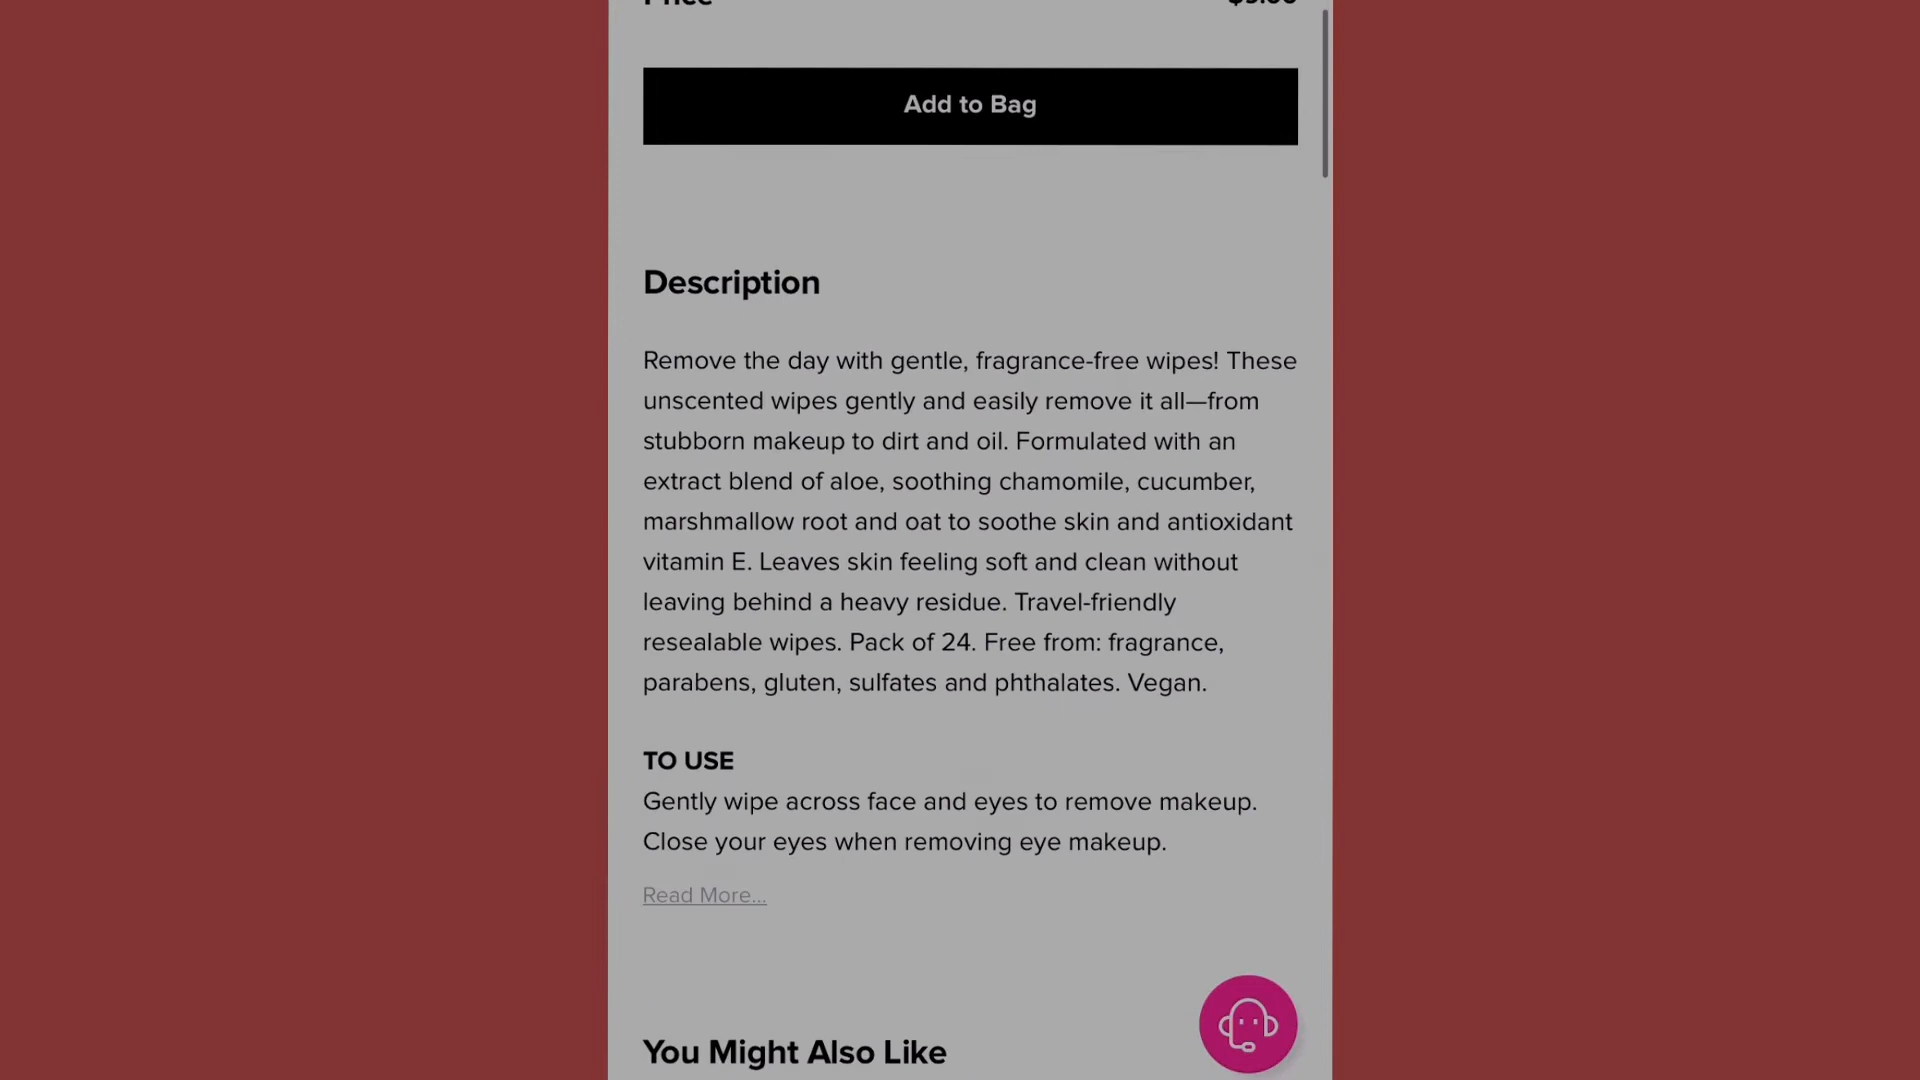 Price
Add to Bag
Description
Remove the day with gentle, fragrance-free wipes! These
unscented wipes gently and easily remove it all—from
stubborn makeup to dirt and oil. Formulated with an
extract blend of aloe, soothing chamomile, cucumber,
marshmallow root and oat to soothe skin and antioxidant
vitamin E. Leaves skin feeling soft and clean without
leaving behind a heavy residue. Travel-friendly
resealable wipes. Pack of 24. Free from: fragrance,
parabens, gluten, sulfates and phthalates. Vegan.
TO USE
Gently wipe across face and eyes to remove makeup.
Close your eyes when removing eye makeup.
Read More...
You Might Also Like